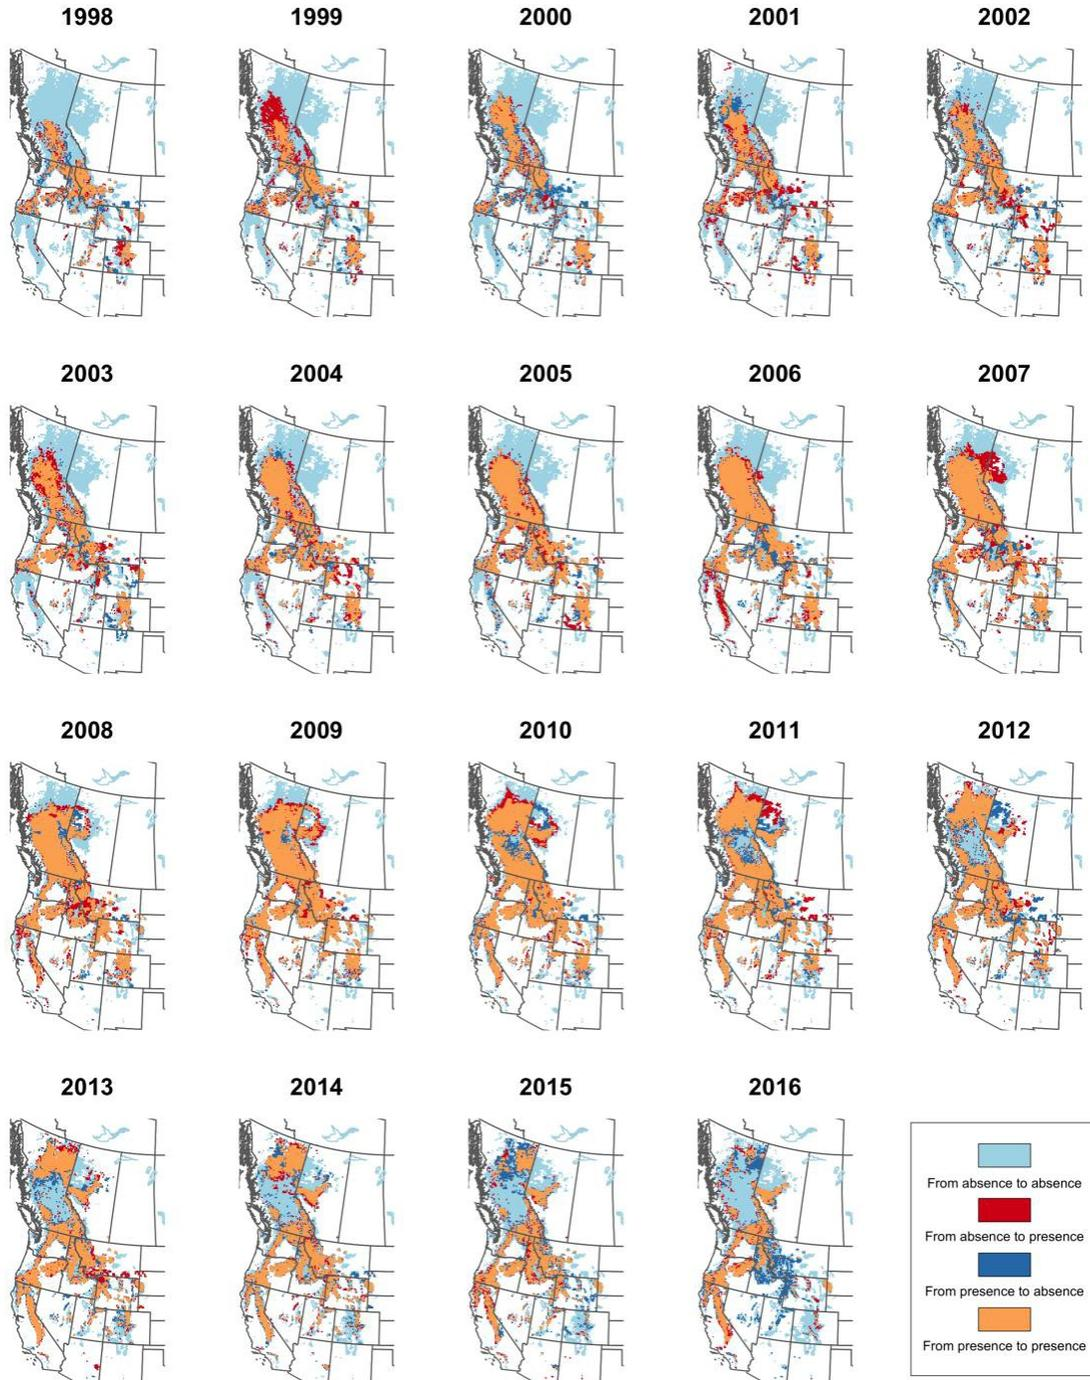 1998 1999 2000 2001 2002
2003 2004 2005 2006 2007
2008 2009 2010 2011 2012
2013 2014 2015 2016
From absence to absence
From absence to presence
From presence to absence
From presence to presence